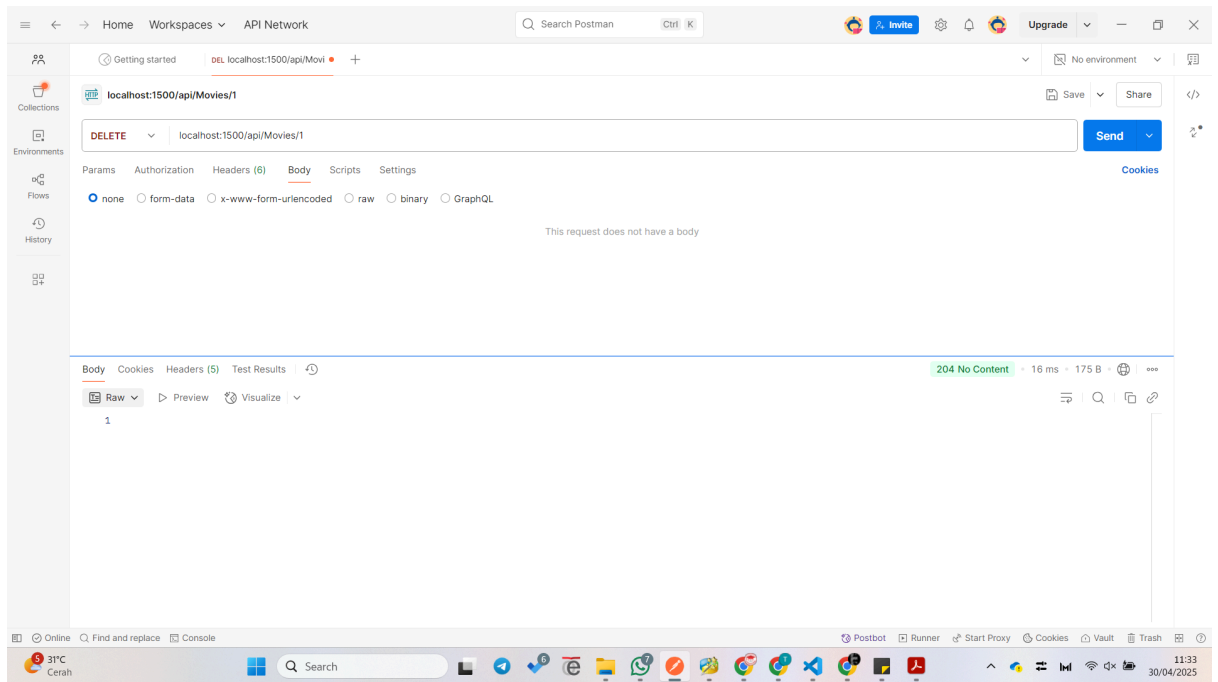 Home Workspaces API Network Search Postman Ctrl K Invite Upgrade
Getting started DEL localhost:1500/api/Movi No environment
HTTP localhost:1500/api/Movies/1 Save Share
Collections
DELETE localhost:1500/api/Movies/1 Send
Environments
Params Authorization Headers (6) Body Scripts Settings Cookies
Flows
none form-data x-www-form-urlencoded raw binary GraphQL
This request does not have a body
History
Body Cookies Headers (5) Test Results 204 No Content 16 ms 175 B
Raw Preview Visualize
1
Online Find and replace Console Postbot Runner Start Proxy Cookies Vault Trash
5 31°C
Cerah
Search
6
7
11:33
30/04/2025